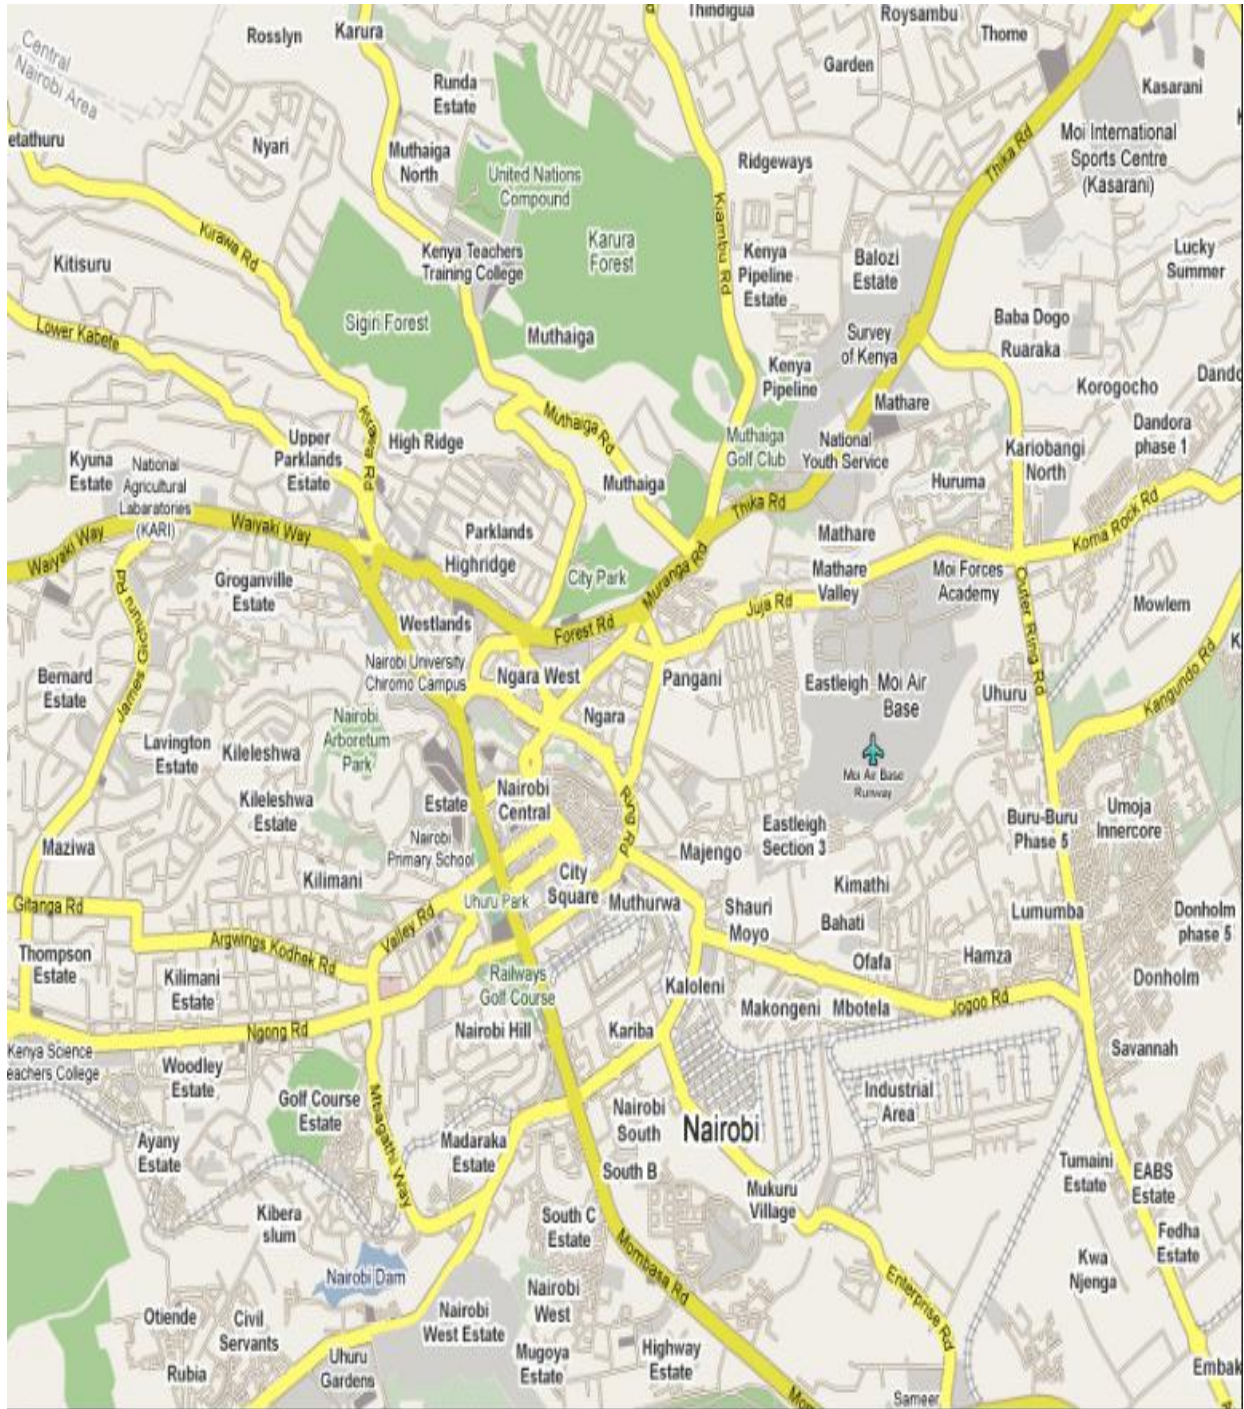 Thindigua
Roysambu
Rosslyn
Karura
Thome
Central
Nairobi Area
Garden
Runda
Estate
Kasarani
Moi International
Sports Centre
(Kasarani)
Thika Rd
etathuru
Nyari
Muthaiga
North
United Nations
Compound
Ridgeways
Kiambu Rd
Kirawa Rd
Karura
Forest
Kenya Teachers
Training College
Kenya
Pipeline
Estate
Balozi
Estate
Lucky
Summer
Kitisuru
Sigiri Forest
Lower Kabete
Muthaiga
Survey
of Kenya
Baba Dogo
Ruaraka
Kenya
Pipeline
Korogocho
Dando
Mathare
Muthaiga Rd
Kirawa Rd
High Ridge
Upper
Parklands
Estate
Muthaiga
Golf Club
National
Youth Service
Dandora
phase 1
Kariobangi
North
Kyuna
Estate
National
Agricultural
Labaratories
(KARI)
Muthaiga
Huruma
Thika Rd
Waiyaki Way
Waiyaki Way
Parklands
Highridge
Mathare
Koma Rock Rd
City Park
Muranga Rd
Mathare
Valley
Moi Forces
Academy
Groganville
Estate
James Gichuru Rd
Juja Rd
Outer Ring Rd
Mowlem
Westlands
Forest Rd
Nairobi University
Chiromo Campus
Ngara West
Pangani
Eastleigh
Moi Air
Base
Uhuru
Kangundo Rd
K
Bernard
Estate
Ngara
Nairobi
Arboretum
Park
Lavington
Estate
Kileleshwa
Moi Air Base
Runway
Kileleshwa
Estate
Estate
Nairobi
Central
Ring Rd
Buru-Buru
Phase 5
Umoja
Innercore
Nairobi
Primary School
Eastleigh
Section 3
Majengo
Maziwa
Kilimani
City
Square
Kimathi
Uhuru Park
Muthurwa
Shauri
Moyo
Bahati
Lumumba
Donholm
phase 5
Gitanga Rd
Valley Rd
Argwings Kodhek Rd
Thompson
Estate
Kilimani
Estate
Railways
Golf Course
Kaloleni
Ofafa
Hamza
Donholm
Makongeni
Mbotela
Jogoo Rd
Ngong Rd
Nairobi Hill
Kariba
Savannah
Kenya Science
eachers College
Woodley
Estate
Golf Course
Estate
Mbagathi Way
Industrial
Area
Nairobi
South
Nairobi
Ayany
Estate
Madaraka
Estate
South B
Tumaini
Estate
EABS
Estate
Mukuru
Village
Kibera
slum
South C
Estate
Fedha
Estate
Mombasa Rd
Kwa
Njenga
Nairobi Dam
Nairobi
West
Enterprise Rd
Otiende
Civil
Servants
Nairobi
West Estate
Uhuru
Gardens
Mugoya
Estate
Highway
Estate
Rubia
Embak
Sameer
Mom